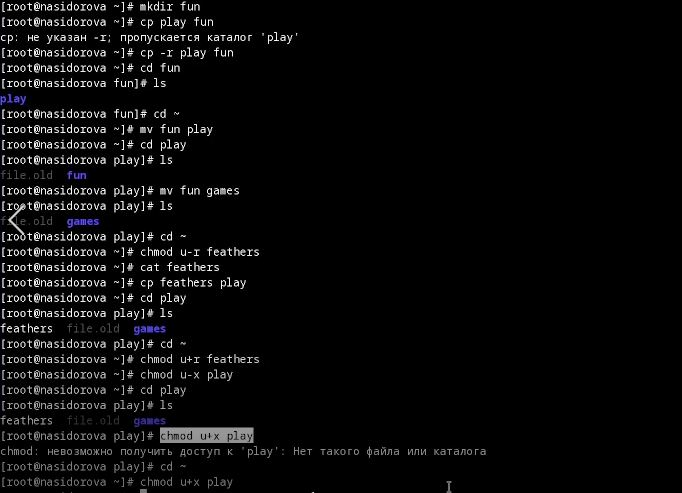 [root@nasidorova ~]# mkdir fun
[root@nasidorova ~]# cp play fun
cp: не указан -r; пропускается каталог 'play'
[root@nasidorova ~]# cp -r play fun
[root@nasidorova ~]# cd fun
[root@nasidorova fun]# ls
play
[root@nasidorova fun]# cd ~
[root@nasidorova ~]# mv fun play
[root@nasidorova ~]# cd play
[root@nasidorova play]# ls
file.old  fun
[root@nasidorova play]# mv fun games
[root@nasidorova play]# ls
file.old  games
[root@nasidorova play]# cd ~
[root@nasidorova ~]# chmod u-r feathers
[root@nasidorova ~]# cat feathers
[root@nasidorova ~]# cp feathers play
[root@nasidorova ~]# cd play
[root@nasidorova play]# ls
feathers  file.old  games
[root@nasidorova play]# cd ~
[root@nasidorova ~]# chmod u+r feathers
[root@nasidorova ~]# chmod u-x play
[root@nasidorova ~]# cd play
[root@nasidorova play]# ls
feathers  file.old  games
[root@nasidorova play]# chmod u+x play
chmod: невозможно получить доступ к 'play': Нет такого файла или каталога
[root@nasidorova play]# cd ~
[root@nasidorova ~]# chmod u+x play